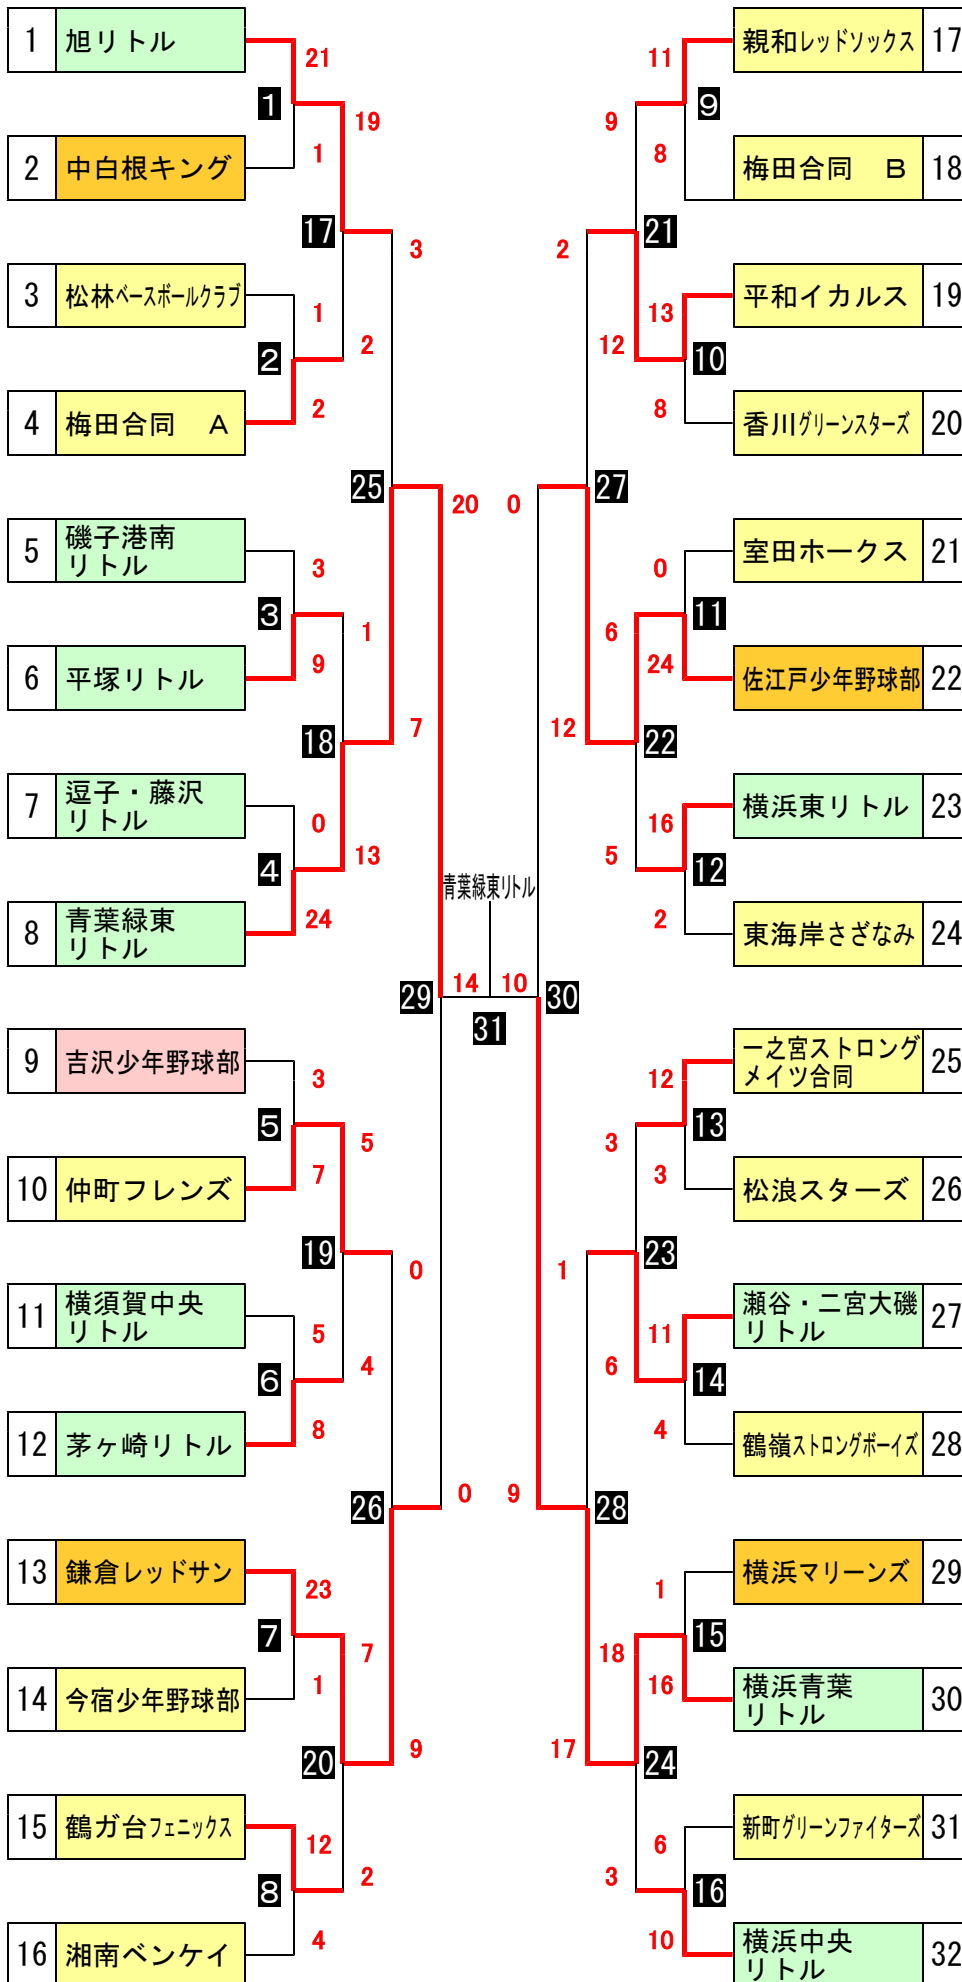 1 旭リトル
21
1
19
1
2 中白根キング
17
3
3 松林ベースボールクラブ
1
2
2
2
4 梅田合同　A
25
20
5 磯子港南
リトル
3
3
1
9
6 平塚リトル
7
18
7 逗子・藤沢
リトル
0
13
4
24
8 青葉緑東
リトル
青葉緑東リトル
29
14
10
30
31
9 吉沢少年野球部
3
5
5
7
10 仲町フレンズ
19
0
11 横須賀中央
リトル
5
4
6
8
12 茅ヶ崎リトル
26
0
13 鎌倉レッドサン
23
7
7
1
14 今宿少年野球部
9
20
15 鶴ガ台フェニックス
12
2
8
4
16 湘南ベンケイ
親和レッドソックス 17
11
9
9
8
梅田合同　B 18
21
2
平和イカルス 19
13
12
10
8
香川グリーンスターズ 20
27
0
室田ホークス 21
0
11
6
24
佐江戸少年野球部 22
12
22
横浜東リトル 23
16
5
12
2
東海岸さざなみ 24
一之宮ストロング
メイツ合同 25
12
13
3
3
松浪スターズ 26
23
1
瀬谷・二宮大磯
リトル 27
11
6
14
4
鶴嶺ストロングボーイズ 28
9
28
横浜マリーンズ 29
1
15
18
16
横浜青葉
リトル 30
17
24
新町グリーンファイターズ 31
6
3
16
10
横浜中央
リトル 32